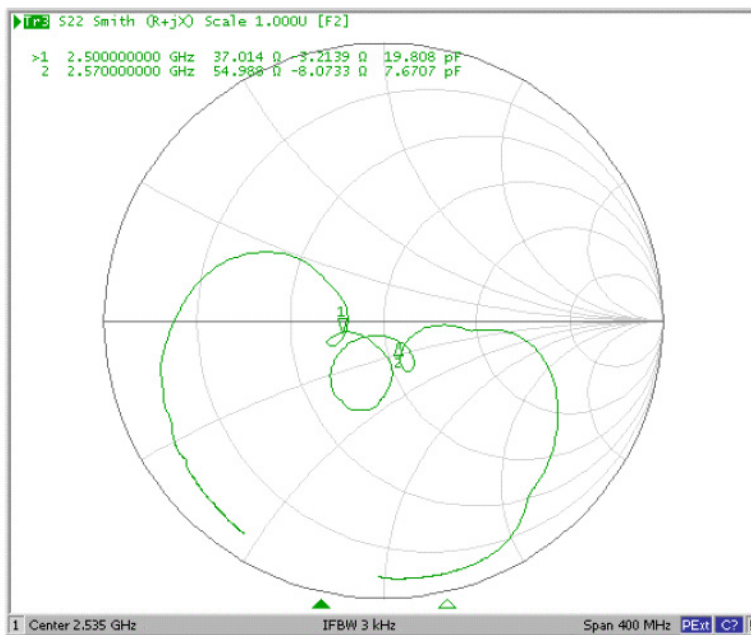 Tr3 S22 Smith (R+jX) Scale 1.000U [F2]
>1 2.500000000 GHz 37.014 Ω -3.2139 Ω 19.808 pF
2 2.570000000 GHz 54.988 Ω -8.0733 Ω 7.6707 pF
1
2
1 Center 2.535 GHz IFBW 3 kHz Span 400 MHz PExt C?